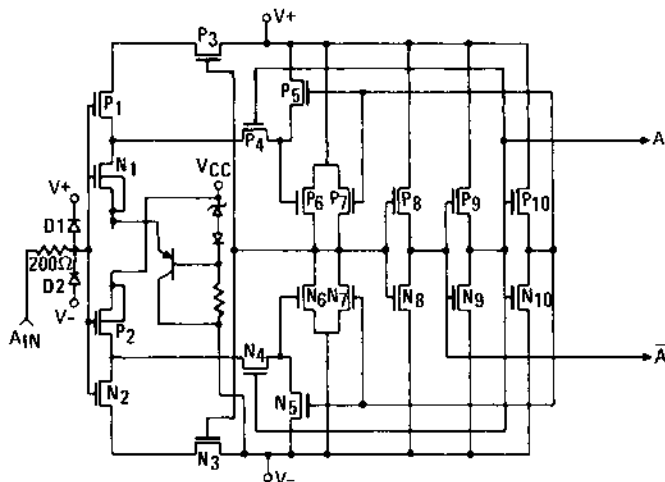 P3
V+
P5
P1
P4
A
N1
VCC
V+
P6
P7
P8
P9
P10
D1
200Ω
D2
V-
N6
N7
N8
N9
N10
P2
AIN
N4
A̅
N2
N5
N3
V-